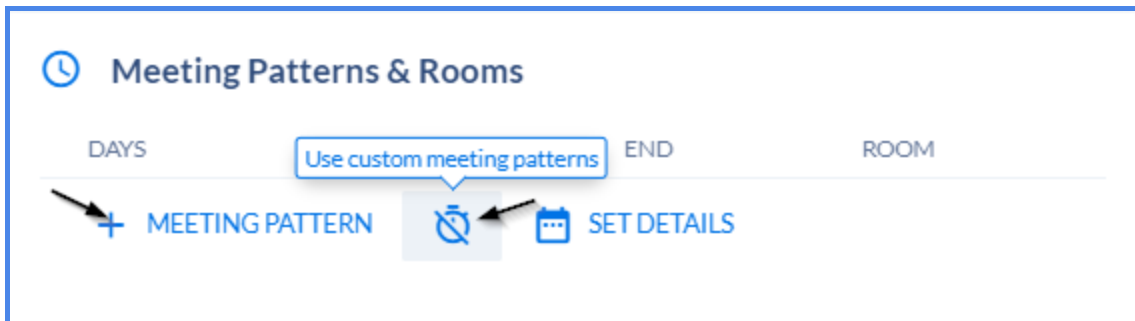 Meeting Patterns & Rooms
DAYS END ROOM
Use custom meeting patterns
+ MEETING PATTERN SET DETAILS